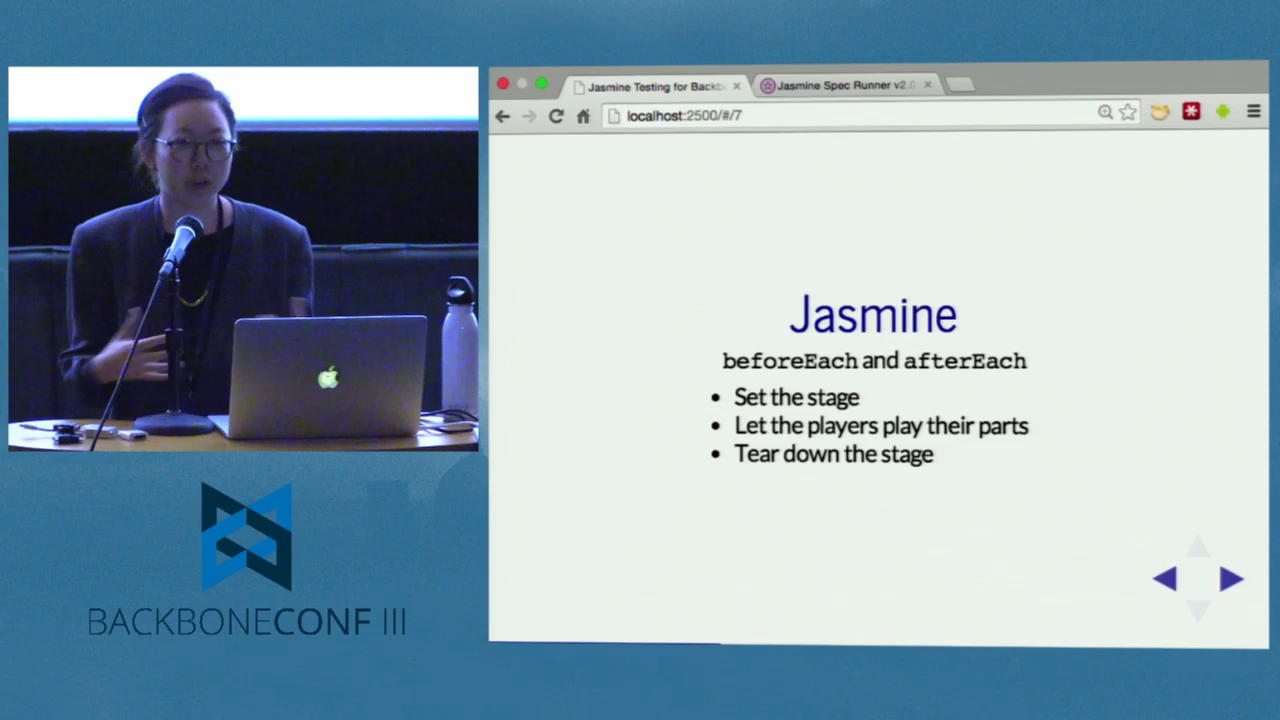 Jasmine Testing for Backb
Jasmine Spec Runner v2.0
localhost:2500/#/7
Jasmine
beforeEach and afterEach
• Set the stage
• Let the players play their parts
• Tear down the stage
BACKBONECONF III